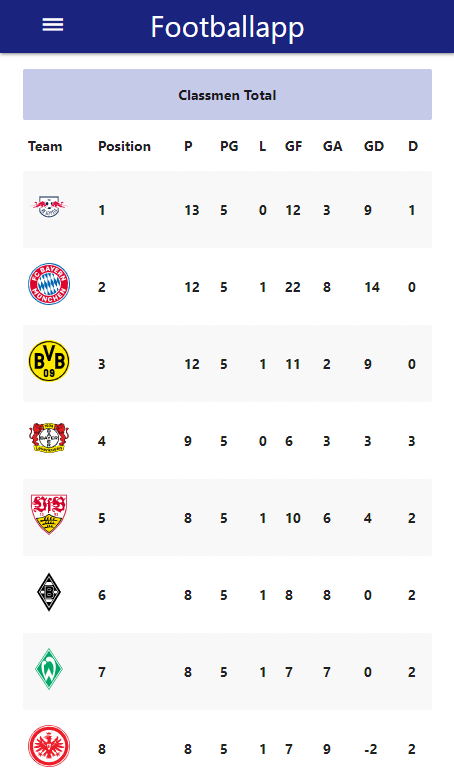 Footballapp
Classmen Total
Team Position P PG L GF GA GD D
1 13 5 0 12 3 9 1
FC BAYERN MÜNCHEN 2 12 5 1 22 8 14 0
BVB 09 3 12 5 1 11 2 9 0
BAYER 4 9 5 0 6 3 3 3
VfB 5 8 5 1 10 6 4 2
B 6 8 5 1 8 8 0 2
W 7 8 5 1 7 7 0 2
8 8 5 1 7 9 -2 2